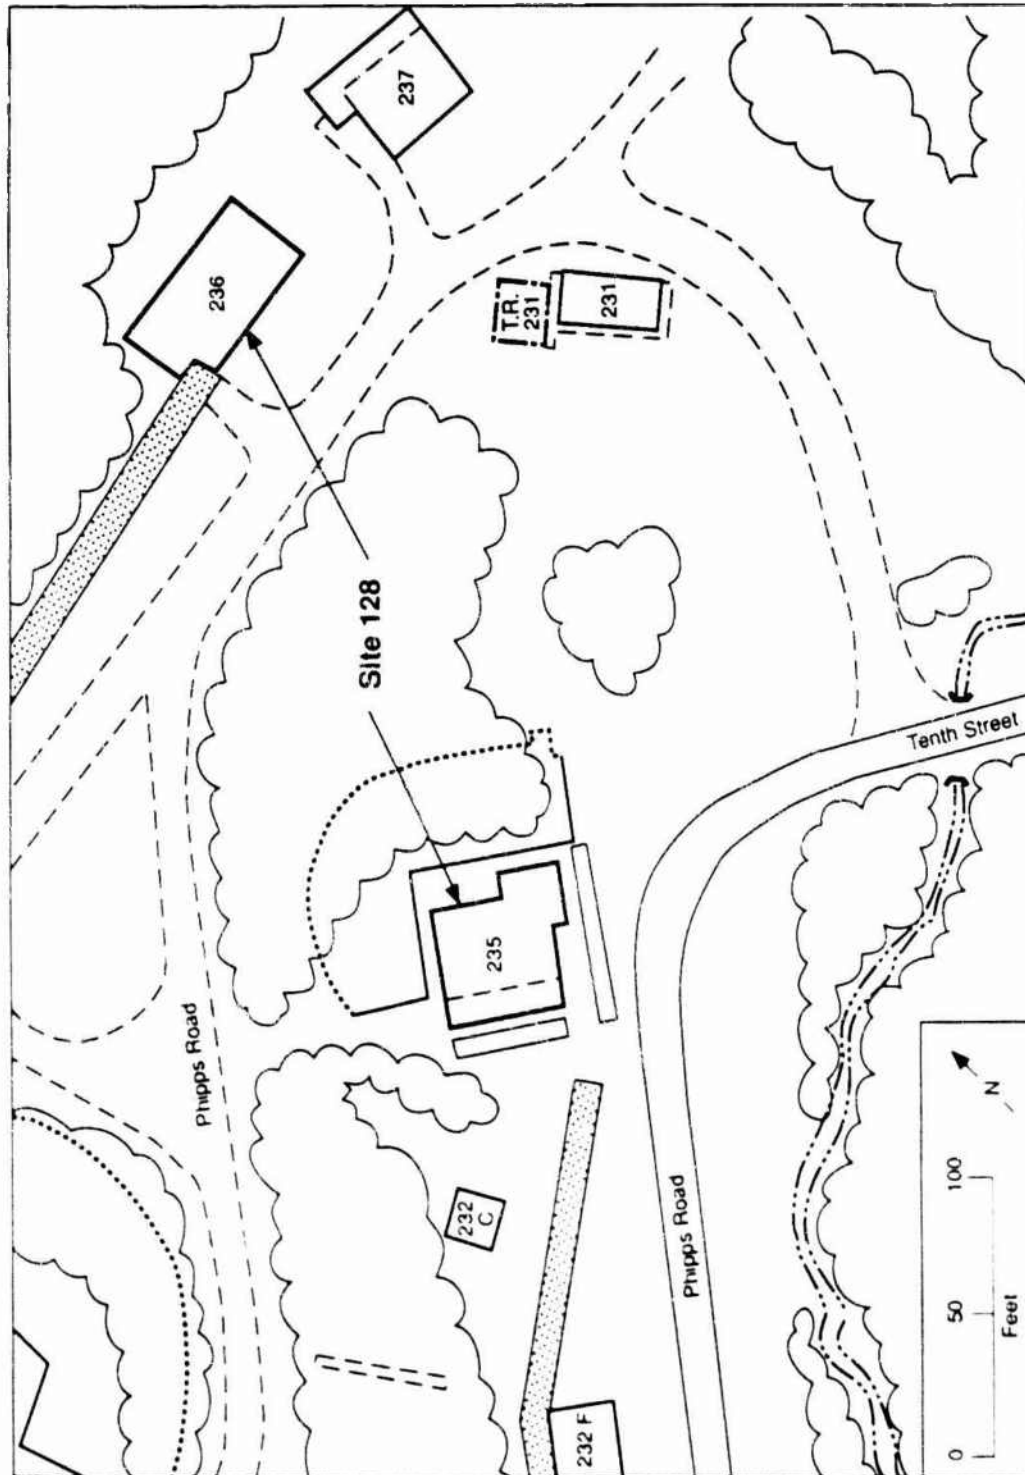 237
236
T.R.
231
231
Site 128
Tenth Street
235
Phipps Road
Phipps Road
232
C
232 F
N
0 50 100
Feet